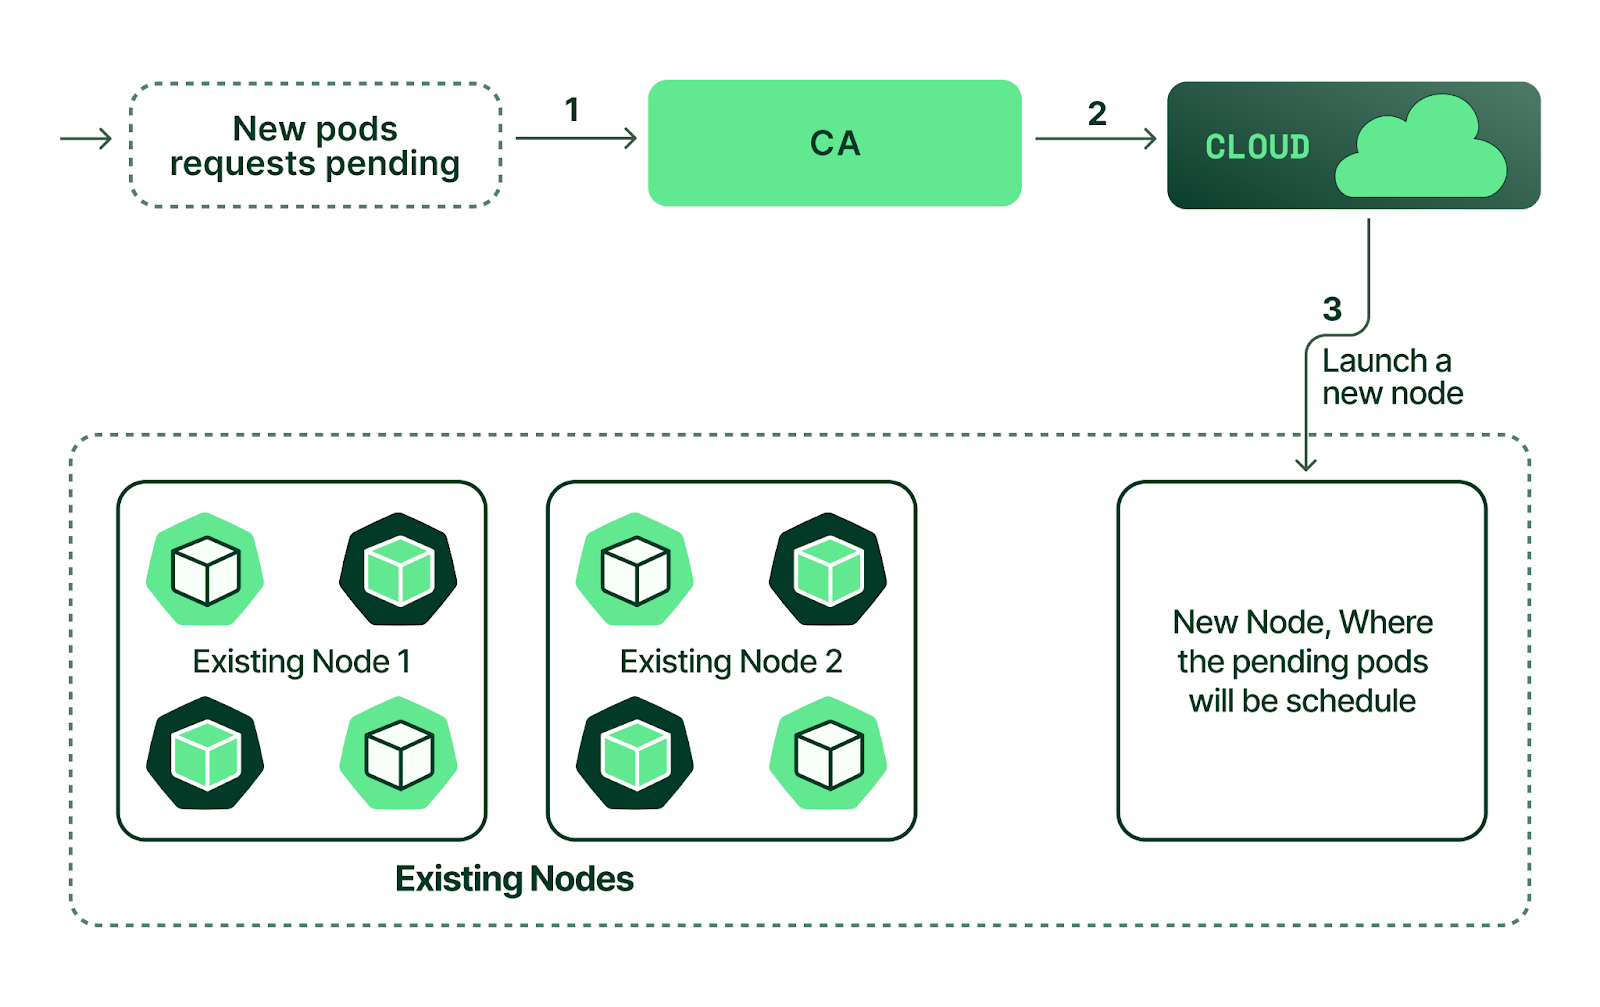 New pods
requests pending
1
CA
2
CLOUD
3
Launch a
new node
Existing Node 1
Existing Node 2
New Node, Where
the pending pods
will be schedule
Existing Nodes